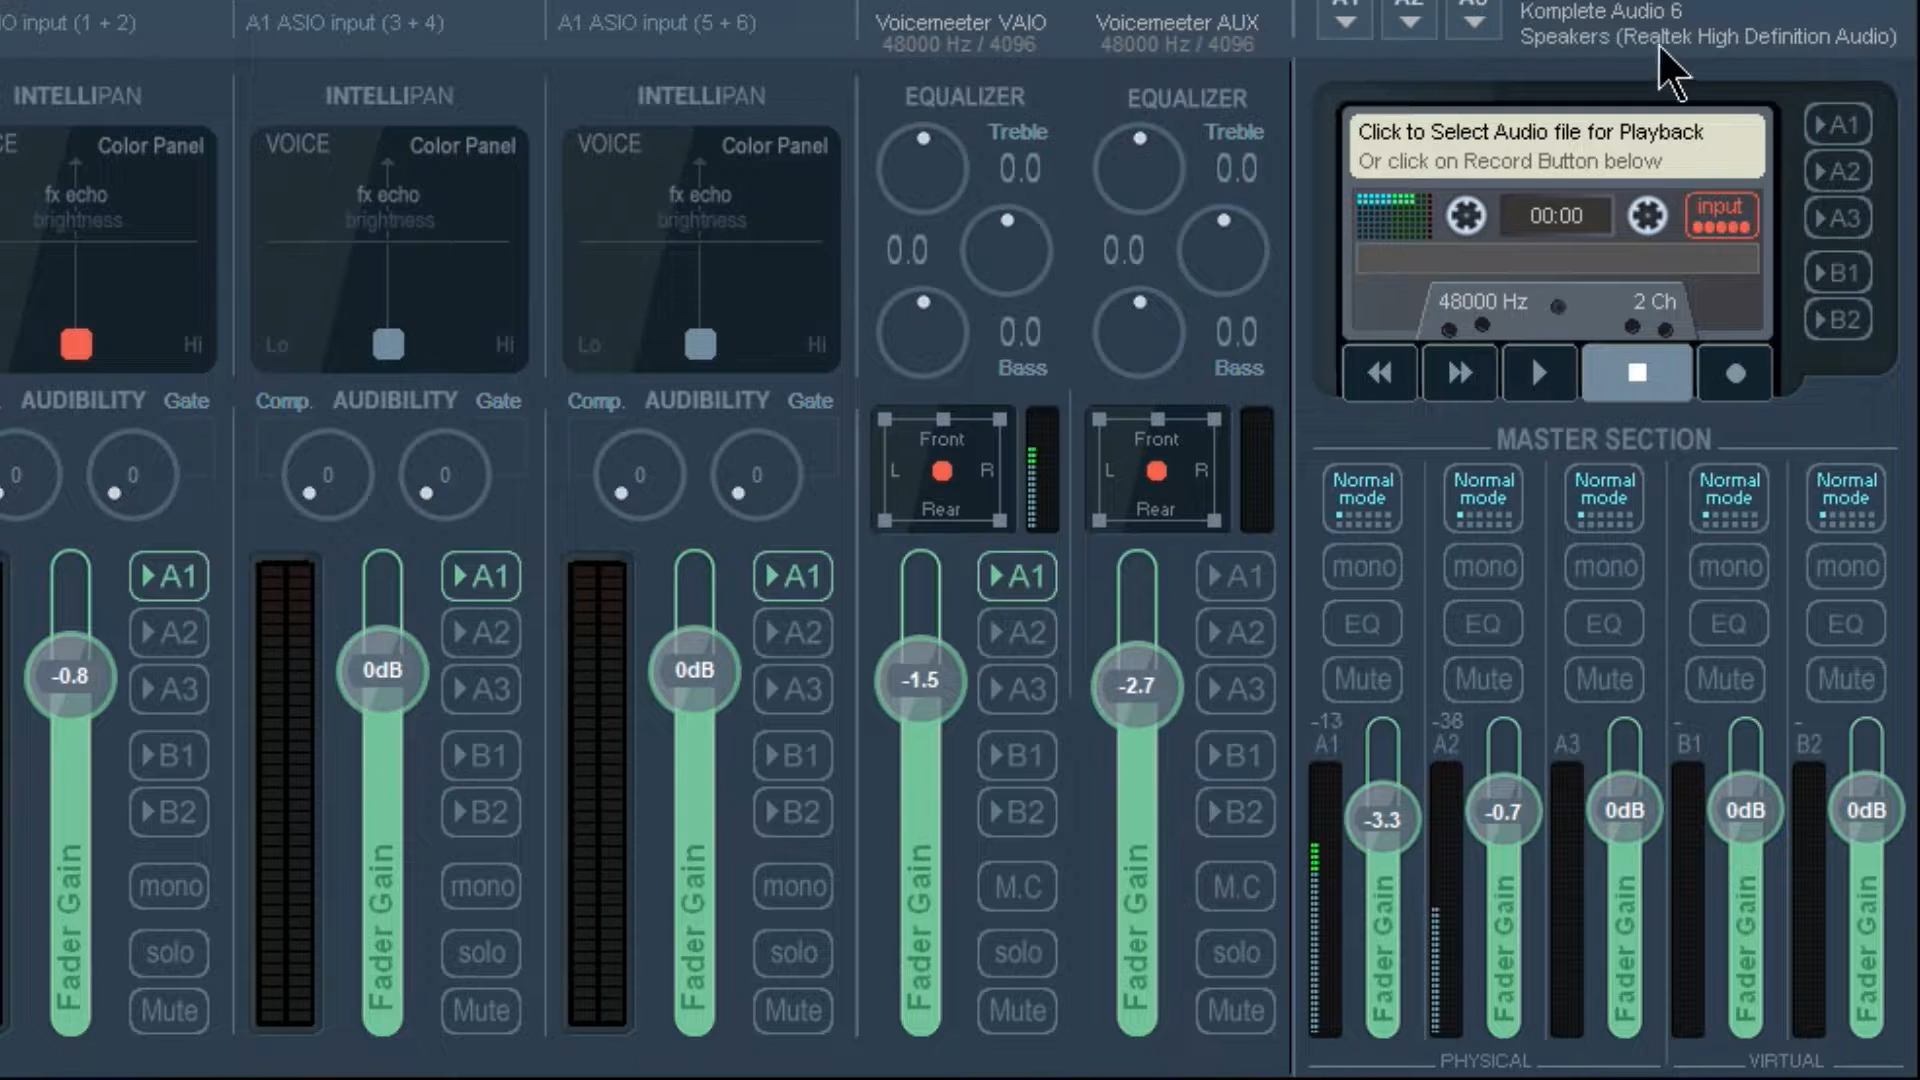 IO input (1 + 2)
A1 ASIO input (3 + 4)
A1 ASIO input (5 + 6)
Voicemeeter VAIO
48000 Hz / 4096
Voicemeeter AUX
48000 Hz / 4096
A1 A2 A3
Komplete Audio 6
Speakers (Realtek High Definition Audio)
INTELLIPAN
INTELLIPAN
INTELLIPAN
EQUALIZER
EQUALIZER
CE Color Panel
fx echo
brightness
Hi
VOICE Color Panel
fx echo
brightness
Lo Hi
VOICE Color Panel
fx echo
brightness
Lo Hi
Treble
0.0
0.0
0.0
Bass
Treble
0.0
0.0
0.0
Bass
Click to Select Audio file for Playback
Or click on Record Button below
00:00
input
48000 Hz 2 Ch
A1
A2
A3
B1
B2
AUDIBILITY Gate
0 0
Comp. AUDIBILITY Gate
0 0
Comp. AUDIBILITY Gate
0 0
Front
L R
Rear
Front
L R
Rear
MASTER SECTION
Normal mode
Normal mode
Normal mode
Normal mode
Normal mode
mono mono mono mono mono
EQ EQ EQ EQ EQ
Mute Mute Mute Mute Mute
-0.8
Fader Gain
A1
A2
A3
B1
B2
mono
solo
Mute
0dB
Fader Gain
A1
A2
A3
B1
B2
mono
solo
Mute
0dB
Fader Gain
A1
A2
A3
B1
B2
mono
solo
Mute
-1.5
Fader Gain
A1
A2
A3
B1
B2
M.C
solo
Mute
-2.7
Fader Gain
A1
A2
A3
B1
B2
M.C
solo
Mute
-13
A1
-3.3
Fader Gain
-38
A2
-0.7
Fader Gain
A3
0dB
Fader Gain
-
B1
0dB
Fader Gain
-
B2
0dB
Fader Gain
PHYSICAL
VIRTUAL